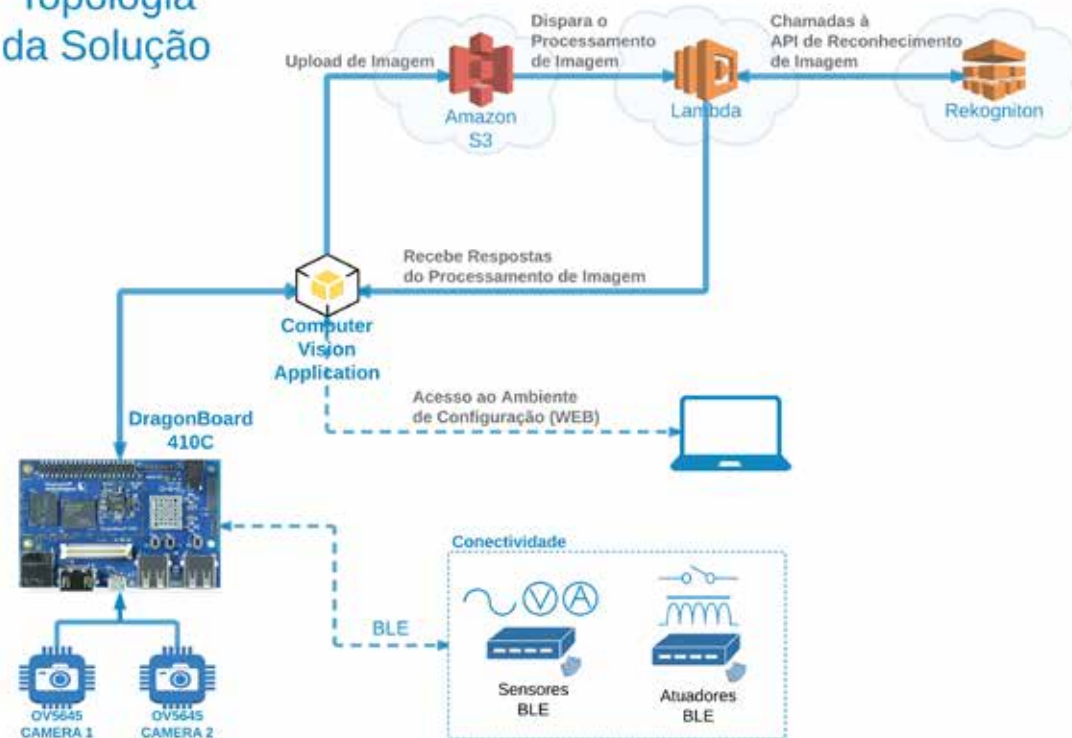 Topologia
da Solução
Upload de Imagem
Dispara o
Processamento
de Imagem
Chamadas à
API de Reconhecimento
de Imagem
Amazon
S3
Lambda
Rekogniton
Recebe Respostas
do Processamento de Imagem
Computer
Vision
Application
Acesso ao Ambiente
de Configuração (WEB)
DragonBoard
410C
Conectividade
V A
BLE
Sensores
BLE
Atuadores
BLE
OV5645
CAMERA 1
OV5645
CAMERA 2